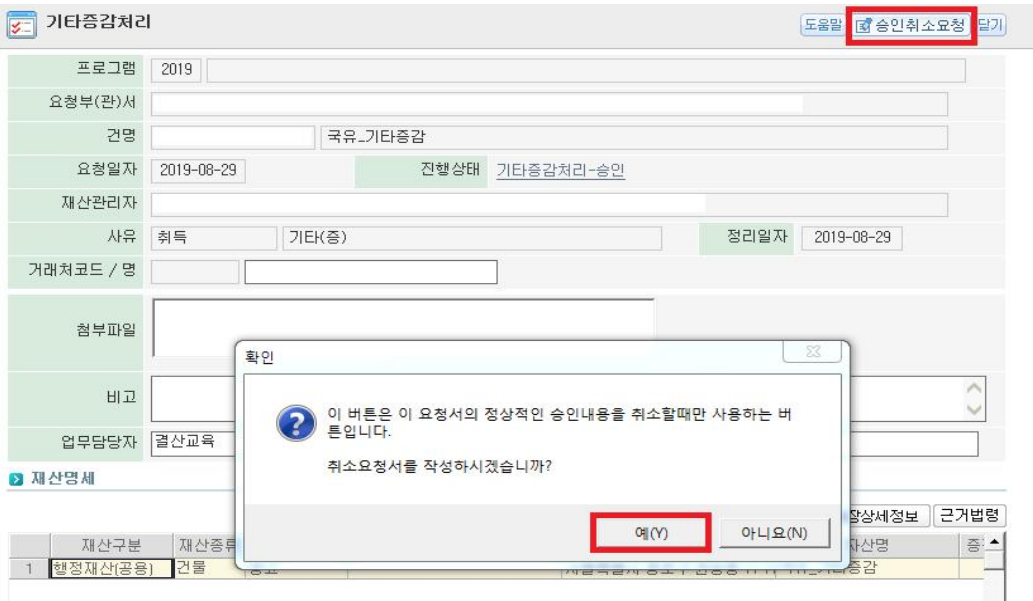 기타증감처리
도움말 승인취소요청 닫기
프로그램 2019
요청부(관)서
건명 국유_기타증감
요청일자 2019-08-29 진행상태 기타증감처리-승인
재산관리자
사유 취득 기타(증) 정리일자 2019-08-29
거래처코드 / 명
첨부파일
확인
비고
이 버튼은 이 요청서의 정상적인 승인내용을 취소할때만 사용하는 버
튼입니다.
업무담당자 결산교육
취소요청서를 작성하시겠습니까?
재산명세
예(Y) 아니요(N)
장상세정보 근거법령
재산구분 재산종류 자산명 증
1 행정재산(공용) 건물